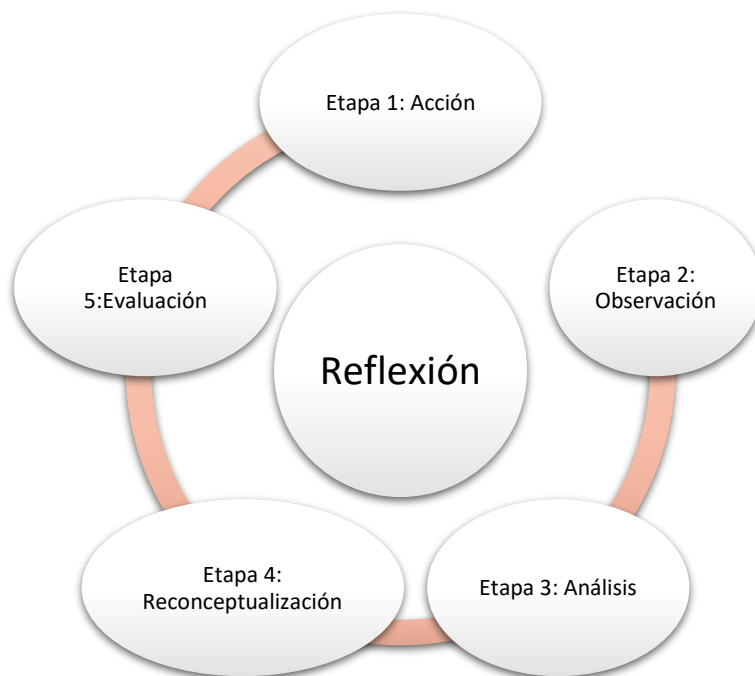 Etapa 1: Acción
Etapa 2:
Observación
Etapa 3: Análisis
Etapa 4:
Reconceptualización
Etapa
5:Evaluación
Reflexión